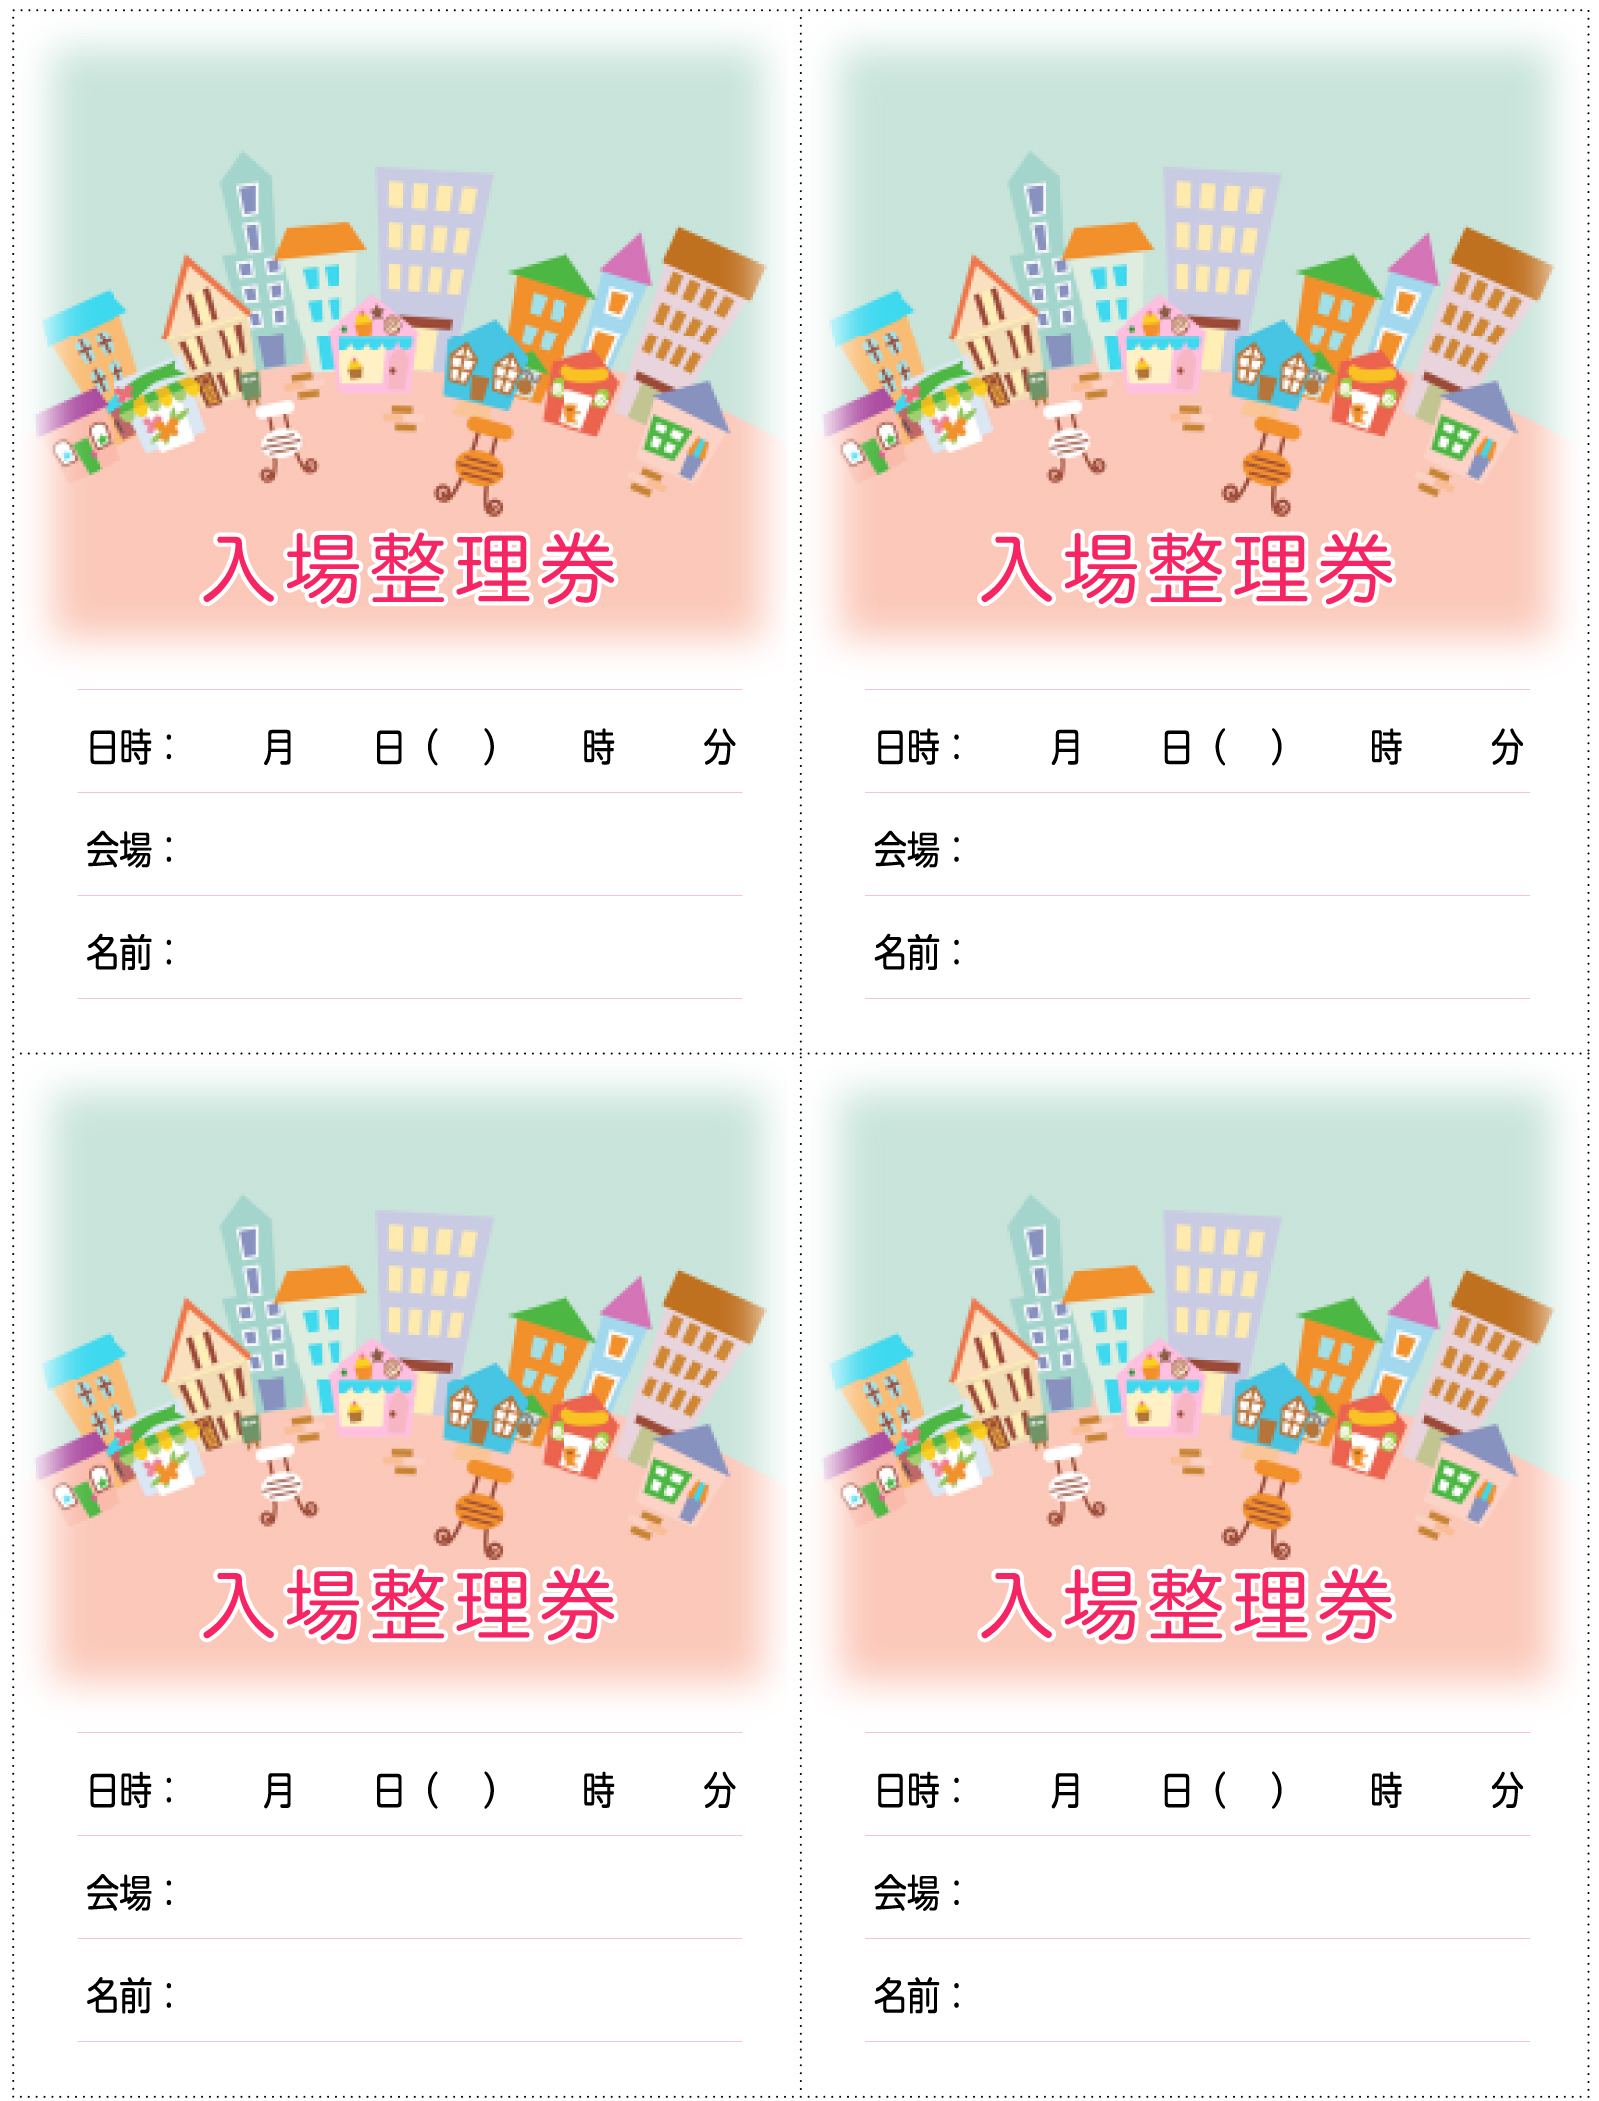 入場整理券
日時： 月 日（ ） 時 分
会場：
名前：
入場整理券
日時： 月 日（ ） 時 分
会場：
名前：
入場整理券
日時： 月 日（ ） 時 分
会場：
名前：
入場整理券
日時： 月 日（ ） 時 分
会場：
名前：